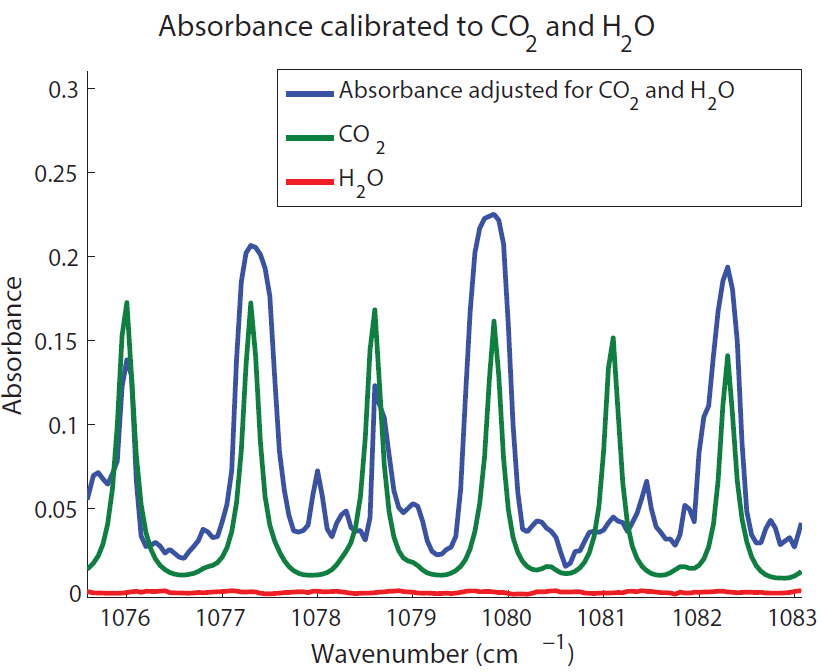 Absorbance calibrated to CO2 and H2O
Absorbance adjusted for CO2 and H2O
CO 2
H2O
0.3
0.25
0.2
0.15
0.1
0.05
0
Absorbance
1076 1077 1078 1079 1080 1081 1082 1083
Wavenumber (cm −1)